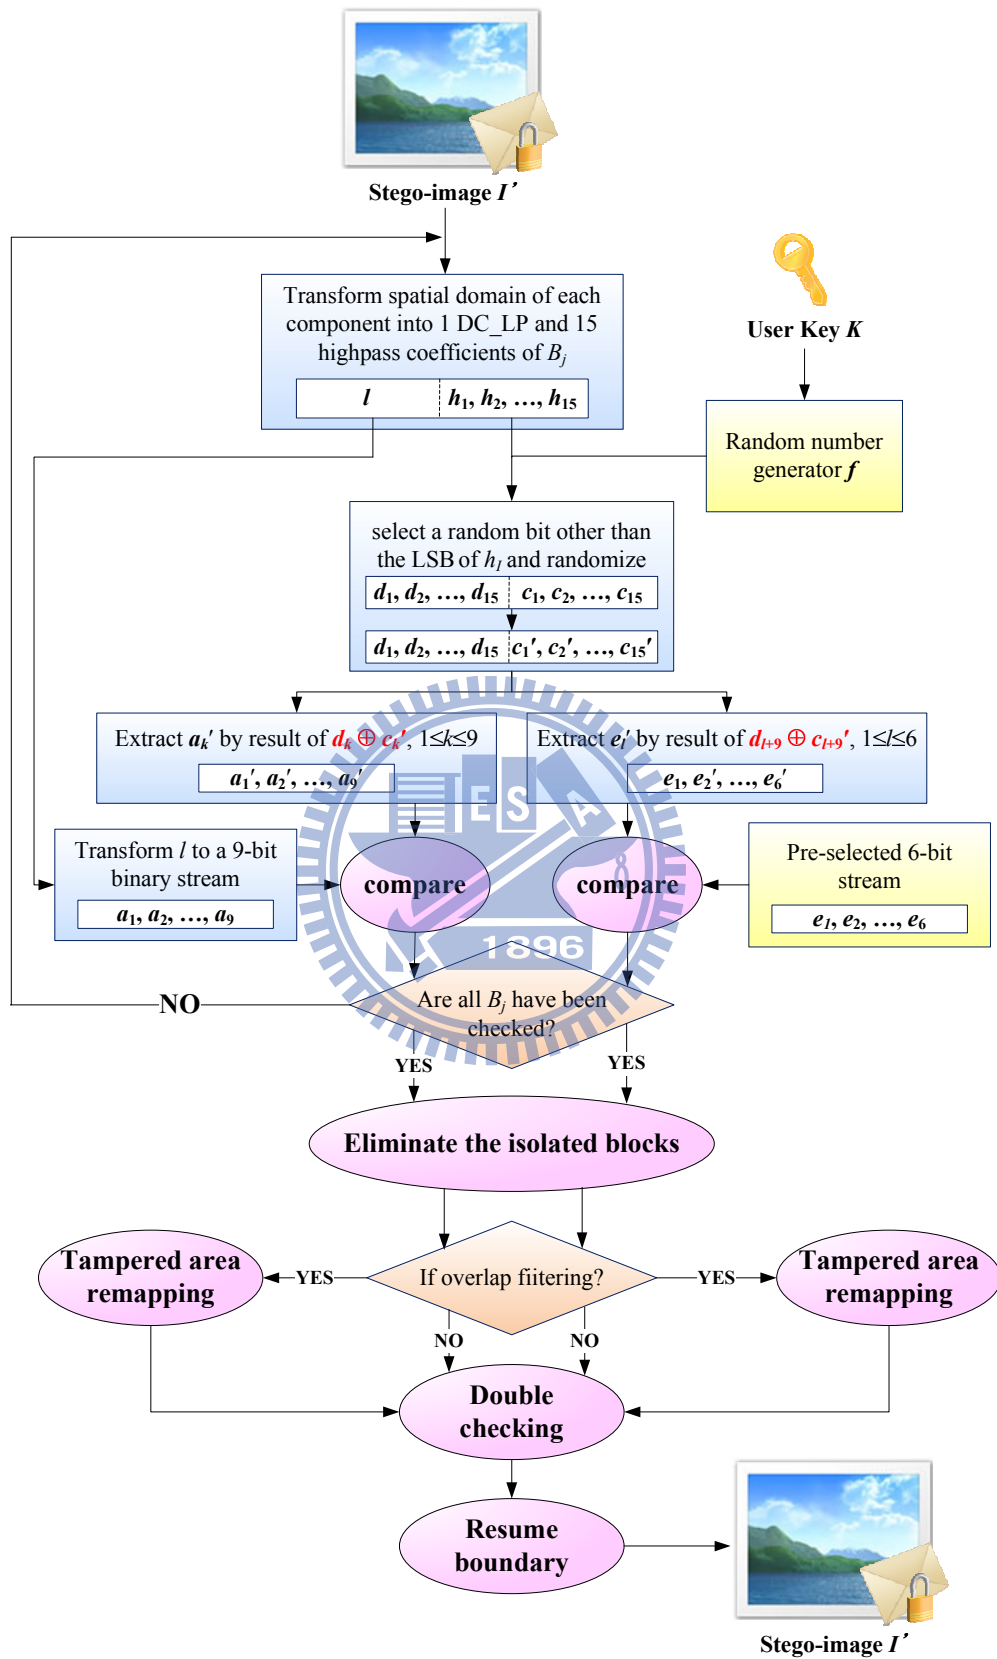 Stego-image I’
Transform spatial domain of each
component into 1 DC_LP and 15
highpass coefficients of Bj
l h1, h2, …, h15
User Key K
Random number
generator f
select a random bit other than
the LSB of hI and randomize
d1, d2, …, d15 c1, c2, …, c15
d1, d2, …, d15 c1′, c2′, …, c15′
Extract ak′ by result of dk ⊕ ck′, 1≤k≤9
a1′, a2′, …, a9′
Extract el′ by result of dl+9 ⊕ cl+9′, 1≤l≤6
e1, e2′, …, e6′
E S A
Transform l to a 9-bit
binary stream
a1, a2, …, a9
compare
compare
Pre-selected 6-bit
stream
eI, e2, …, e6
1896
Are all Bj have been
checked?
NO
YES
YES
Eliminate the isolated blocks
If overlap fiitering?
YES
YES
Tampered area
remapping
Tampered area
remapping
NO
NO
Double
checking
Resume
boundary
Stego-image I’